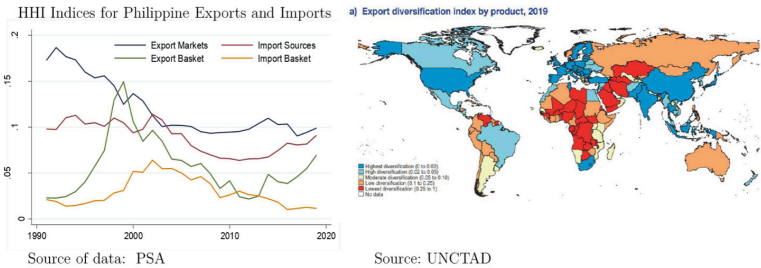 HHI Indices for Philippine Exports and Imports
.2
.15
.1
.05
0
Export Markets
Import Sources
Export Basket
Import Basket
1990
2000
2010
2020
Source of data: PSA
a) Export diversification index by product, 2019
Highest diversification (0 to 0.02)
High diversification (0.02 to 0.05)
Moderate diversification (0.05 to 0.10)
Low diversification (0.1 to 0.25)
Lowest diversification (0.25 to 1)
No data
Source: UNCTAD